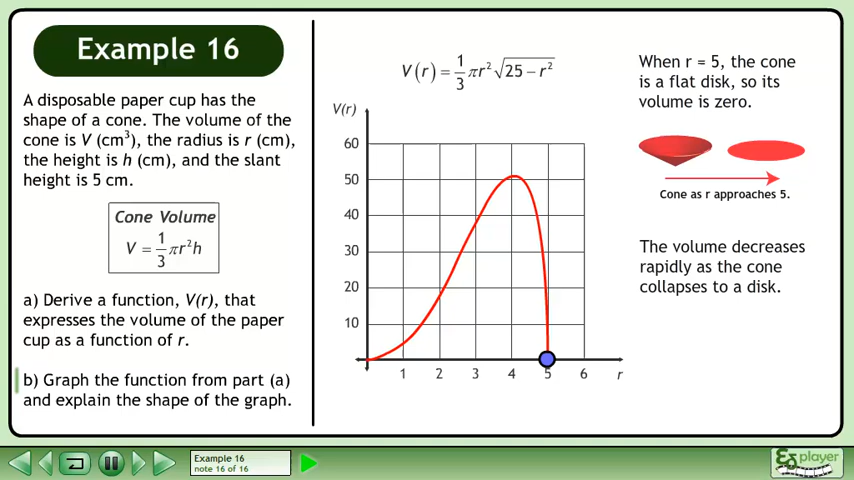 Example 16
A disposable paper cup has the
shape of a cone. The volume of the
cone is V (cm³), the radius is r (cm),
the height is h (cm), and the slant
height is 5 cm.
Cone Volume
V = 1/3 πr²h
a) Derive a function, V(r), that
expresses the volume of the paper
cup as a function of r.
b) Graph the function from part (a)
and explain the shape of the graph.
V(r) = 1/3 πr²√(25 − r²)
V(r)
60
50
40
30
20
10
1 2 3 4 5 6 r
When r = 5, the cone
is a flat disk, so its
volume is zero.
Cone as r approaches 5.
The volume decreases
rapidly as the cone
collapses to a disk.
Example 16
note 16 of 16
player